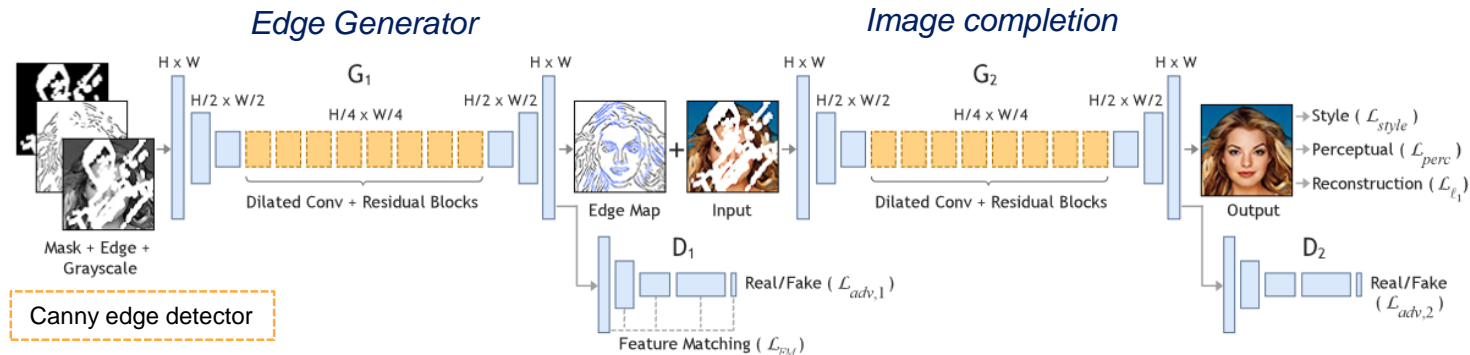 Edge Generator
Image completion
H x W
G1
H x W
H x W
G2
H x W
H/2 x W/2
H/2 x W/2
H/2 x W/2
H/2 x W/2
H/4 x W/4
H/4 x W/4
+
Style ( ℒstyle )
Perceptual ( ℒperc )
Reconstruction ( ℒℓ1 )
Dilated Conv + Residual Blocks
Edge Map
Input
Dilated Conv + Residual Blocks
Output
Mask + Edge +
Grayscale
D1
D2
Real/Fake ( ℒadv,1 )
Real/Fake
( ℒadv,2 )
Canny edge detector
Feature Matching ( ℒFM )